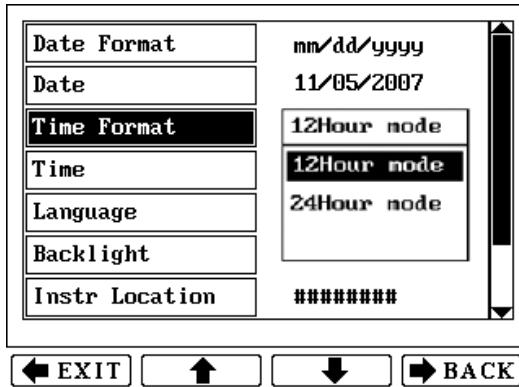 Date Format mm/dd/yyyy
Date 11/05/2007
Time Format 12Hour mode
Time 12Hour mode
Language 24Hour mode
Backlight
Instr Location ########
EXIT BACK